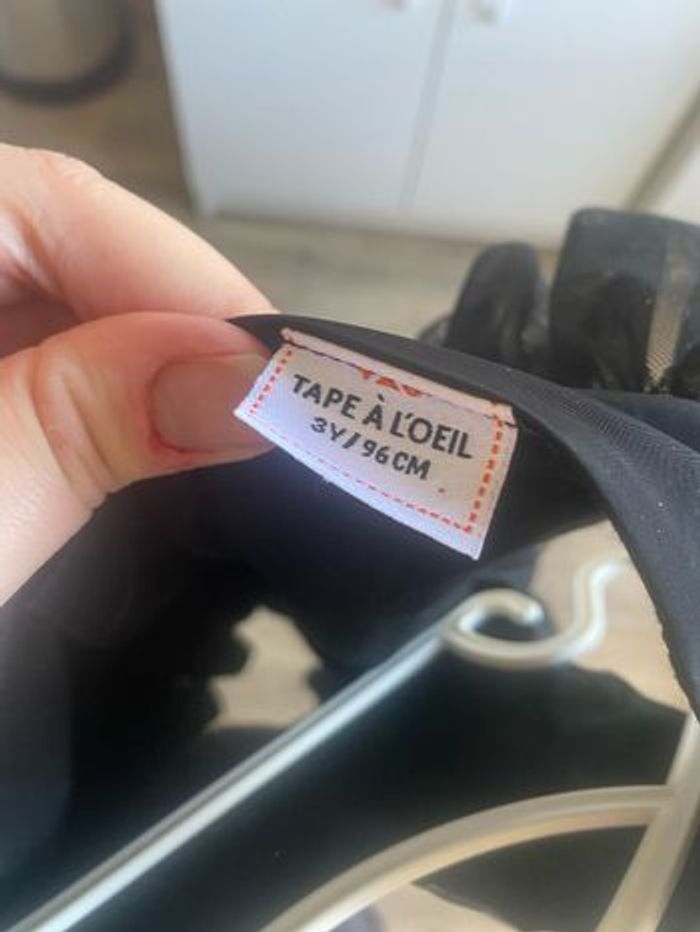 TAPE À L'OEIL
3Y/96CM